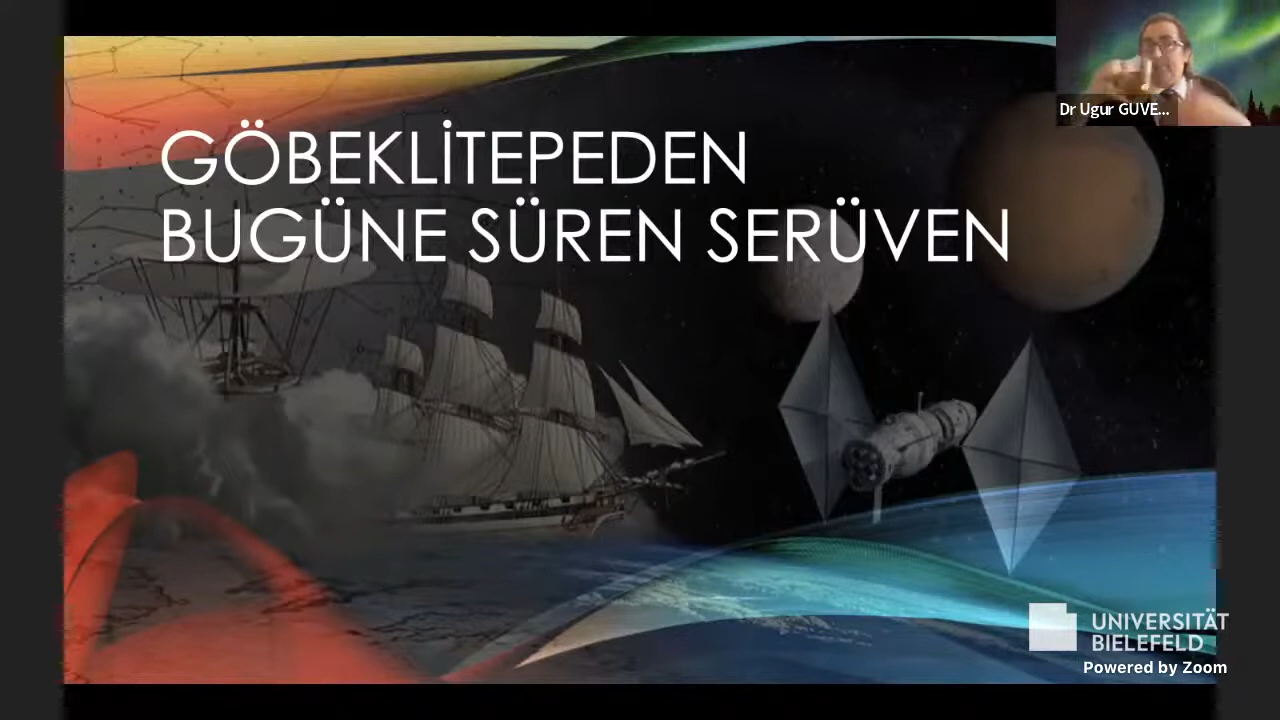 GÖBEKLİTEPEDEN
BUGÜNE SÜREN SERÜVEN
Dr Ugur GUVE...
UNIVERSITÄT
BIELEFELD
Powered by Zoom